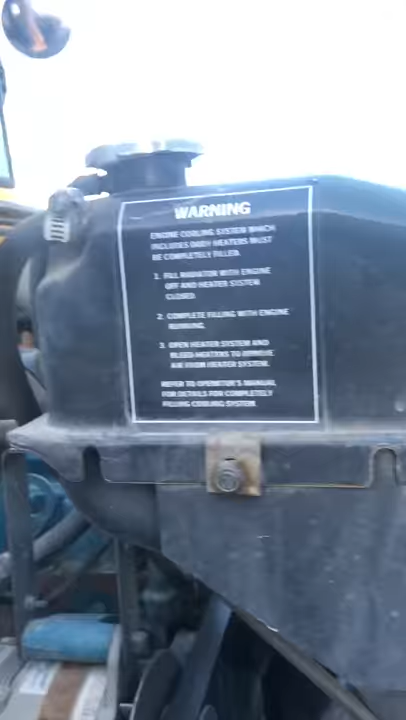 WARNING
ENGINE COOLING SYSTEM WHICH
INCLUDES DASH HEATERS MUST
BE COMPLETELY FILLED.
1. FILL RADIATOR WITH ENGINE
OFF AND HEATER SYSTEM
CLOSED.
2. COMPLETE FILLING WITH ENGINE
RUNNING.
3. OPEN HEATER SYSTEM AND
BLEED HEATERS TO REMOVE
AIR FROM HEATER SYSTEM.
REFER TO OPERATOR'S MANUAL
FOR DETAILS FOR COMPLETELY
FILLING COOLING SYSTEM